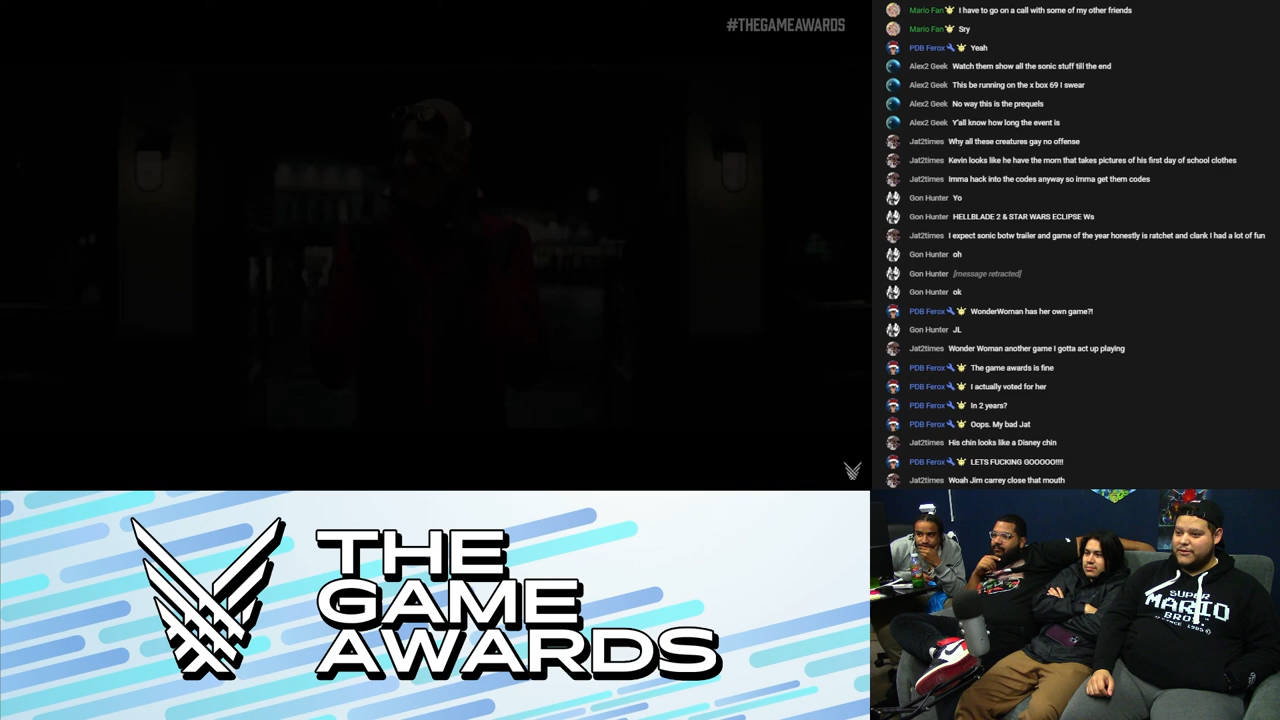 #THEGAMEAWARDS
Mario Fan I have to go on a call with some of my other friends
Mario Fan Sry
PDB Ferox Yeah
Alex2 Geek Watch them show all the sonic stuff till the end
Alex2 Geek This be running on the x box 69 I swear
Alex2 Geek No way this is the prequels
Alex2 Geek Y'all know how long the event is
Jat2times Why all these creatures gay no offense
Jat2times Kevin looks like he have the mom that takes pictures of his first day of school clothes
Jat2times Imma hack into the codes anyway so imma get them codes
Gon Hunter Yo
Gon Hunter HELLBLADE 2 & STAR WARS ECLIPSE Ws
Jat2times I expect sonic botw trailer and game of the year honestly is ratchet and clank I had a lot of fun
Gon Hunter oh
Gon Hunter [message retracted]
Gon Hunter ok
PDB Ferox WonderWoman has her own game?!
Gon Hunter JL
Jat2times Wonder Woman another game I gotta act up playing
PDB Ferox The game awards is fine
PDB Ferox I actually voted for her
PDB Ferox In 2 years?
PDB Ferox Oops. My bad Jat
Jat2times His chin looks like a Disney chin
PDB Ferox LETS FUCKING GOOOOO!!!!
Jat2times Woah Jim carrey close that mouth
THE
GAME
AWARDS
SUPER
MARIO
BROS
SINCE 1985